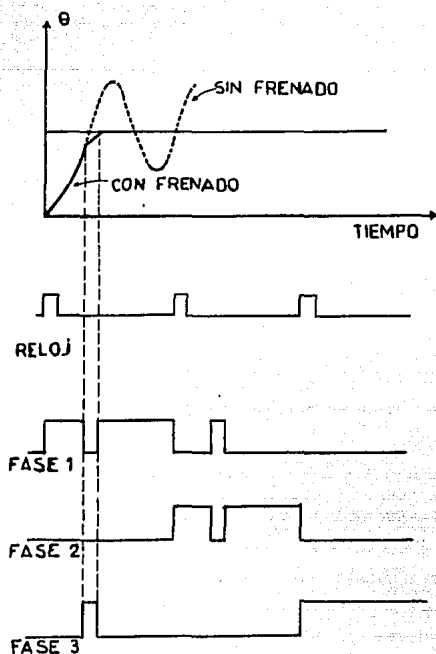 θ
SIN FRENADO
CON FRENADO
TIEMPO
RELOJ
FASE 1
FASE 2
FASE 3